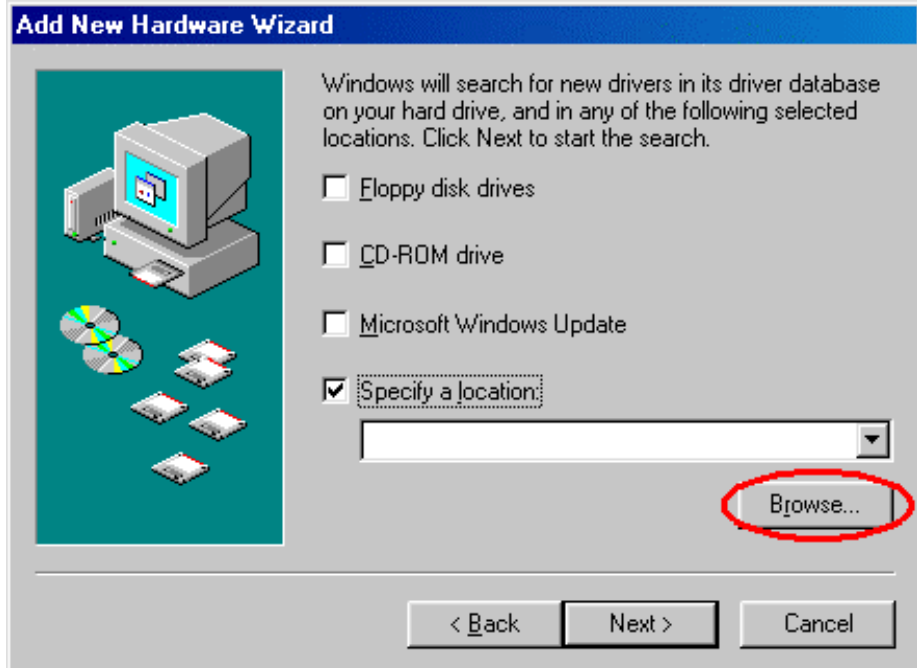 Add New Hardware Wizard
Windows will search for new drivers in its driver database
on your hard drive, and in any of the following selected
locations. Click Next to start the search.
Floppy disk drives
CD-ROM drive
Microsoft Windows Update
Specify a location:
Browse...
< Back
Next >
Cancel